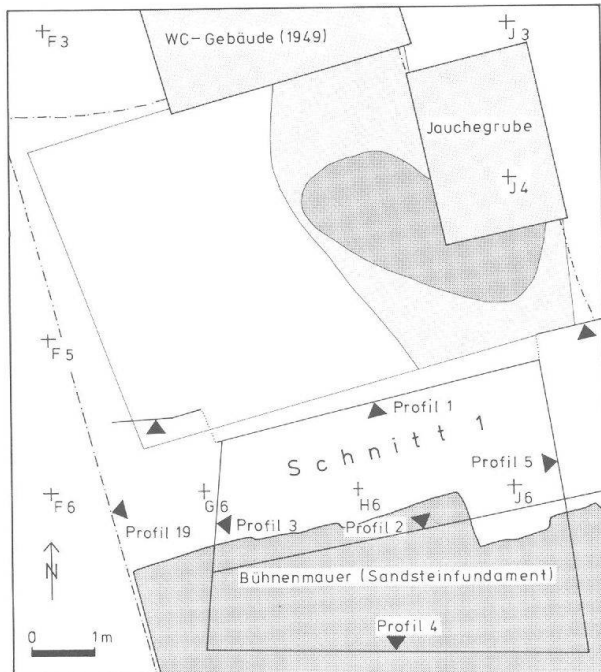 F3
WC-Gebäude (1949)
J3
Jauchegrube
J4
F5
Profil 1
Schnitt 1
Profil 5
F6
G6
H6
J6
Profil 19
Profil 3
Profil 2
N
Bühnenmauer (Sandsteinfundament)
Profil 4
0 1m